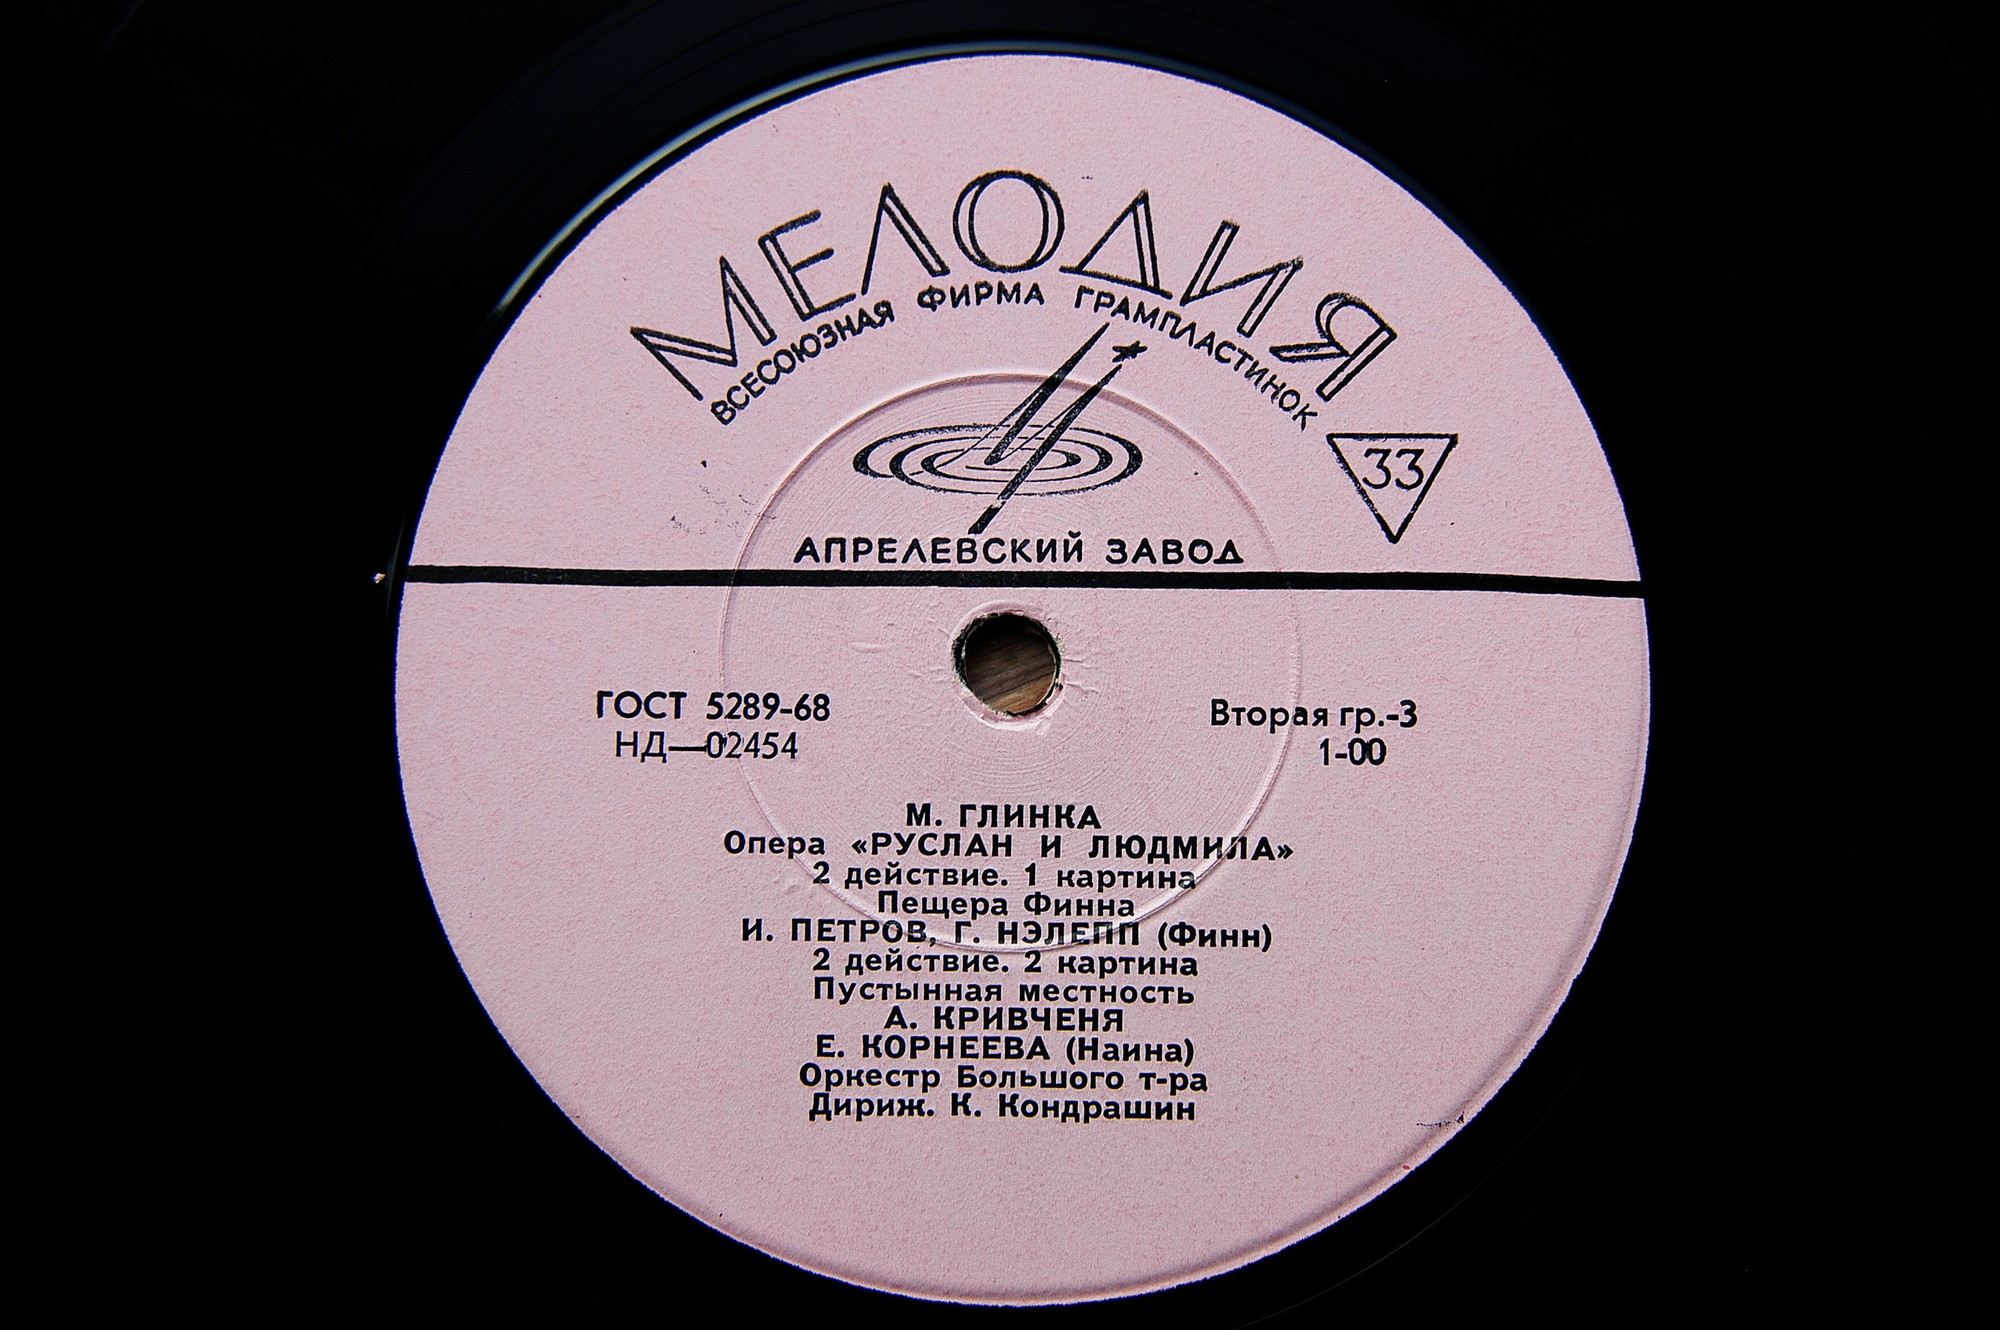 МЕЛОДИЯ
ВСЕСОЮЗНАЯ ФИРМА ГРАМПЛАСТИНОК
33
АПРЕЛЕВСКИЙ ЗАВОД
ГОСТ 5289-68
НД—02454
Вторая гр.-3
1-00
М. ГЛИНКА
Опера «РУСЛАН И ЛЮДМИЛА»
2 действие. 1 картина
Пещера Финна
И. ПЕТРОВ, Г. НЭЛЕПП (Финн)
2 действие. 2 картина
Пустынная местность
А. КРИВЧЕНЯ
Е. КОРНЕЕВА (Наина)
Оркестр Большого т-ра
Дириж. К. Кондрашин